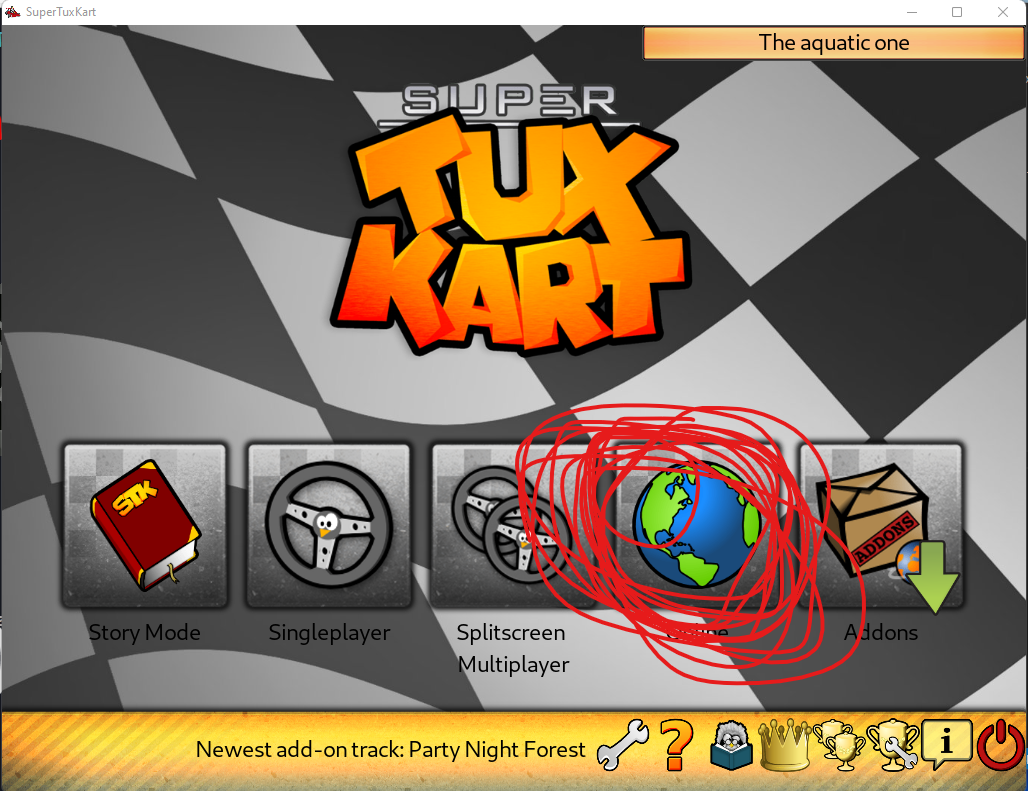 SuperTuxKart
The aquatic one
SUPER
TUX
KART
STK
ADDONS
Story Mode
Singleplayer
Splitscreen
Multiplayer
Online
Addons
Newest add-on track: Party Night Forest
?
i